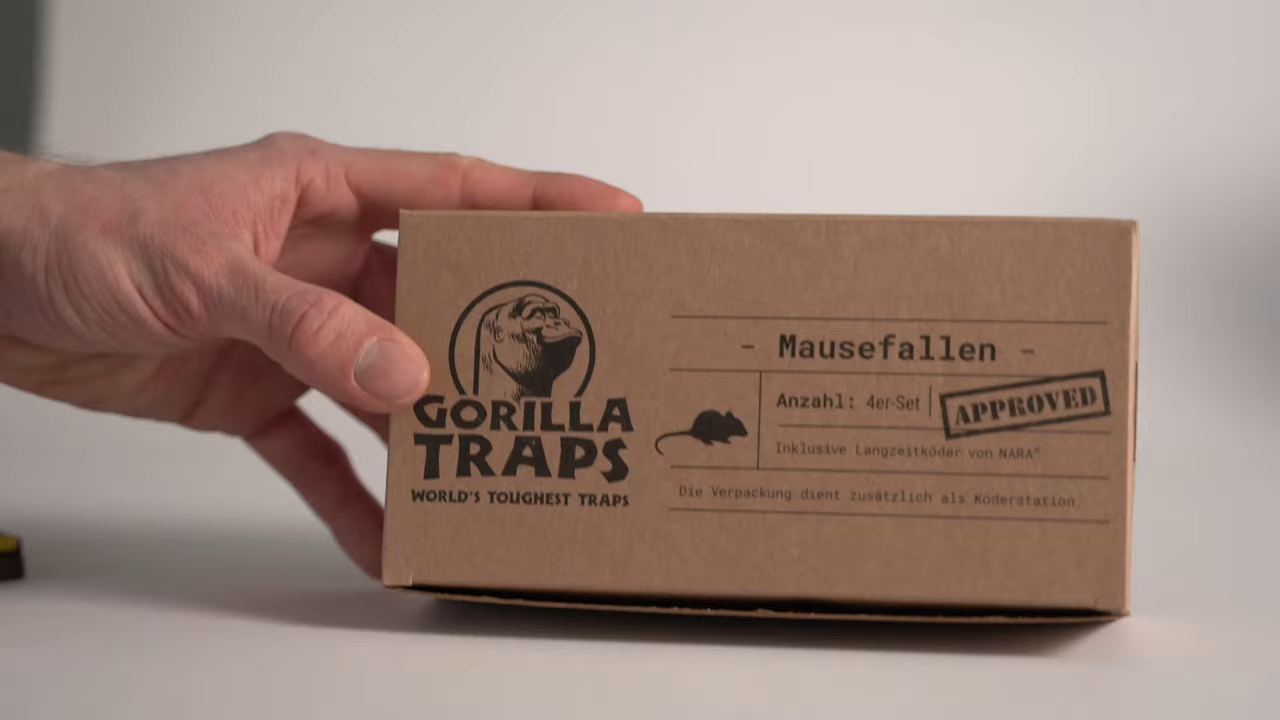 GORILLA
TRAPS
WORLD'S TOUGHEST TRAPS
- Mausefallen -
Anzahl: 4er-Set
APPROVED
Inklusive Langzeitköder von NARA®
Die Verpackung dient zusätzlich als Köderstation